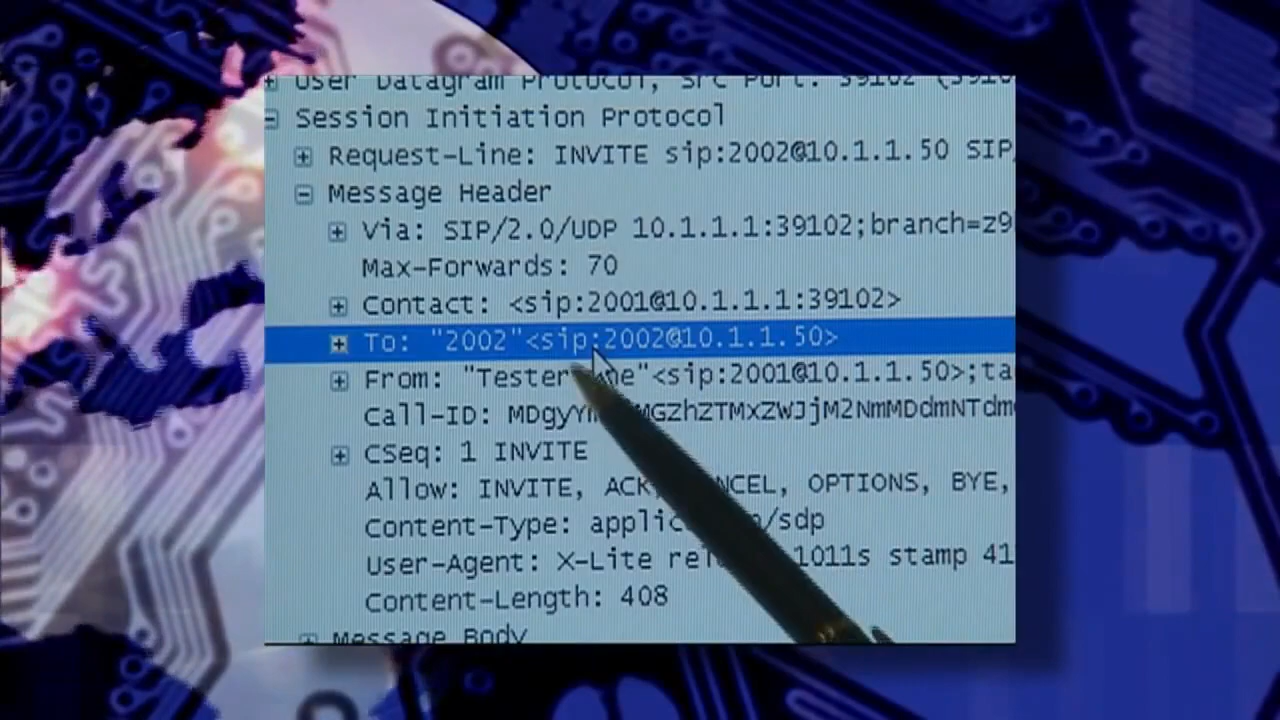 User Datagram Protocol, Src Port: 39102 (3910
Session Initiation Protocol
Request-Line: INVITE sip:2002@10.1.1.50 SIP/
Message Header
Via: SIP/2.0/UDP 10.1.1.1:39102;branch=z9
Max-Forwards: 70
Contact: <sip:2001@10.1.1.1:39102>
To: "2002"<sip:2002@10.1.1.50>
From: "Tester "<sip:2001@10.1.1.50>;ta
Call-ID:
CSeq: 1 INVITE
Allow: INVITE, ACK, OPTIONS, BYE,
Content-Type: /sdp
User-Agent: X-Lite 1011s stamp 41
Content-Length: 408
Message Body